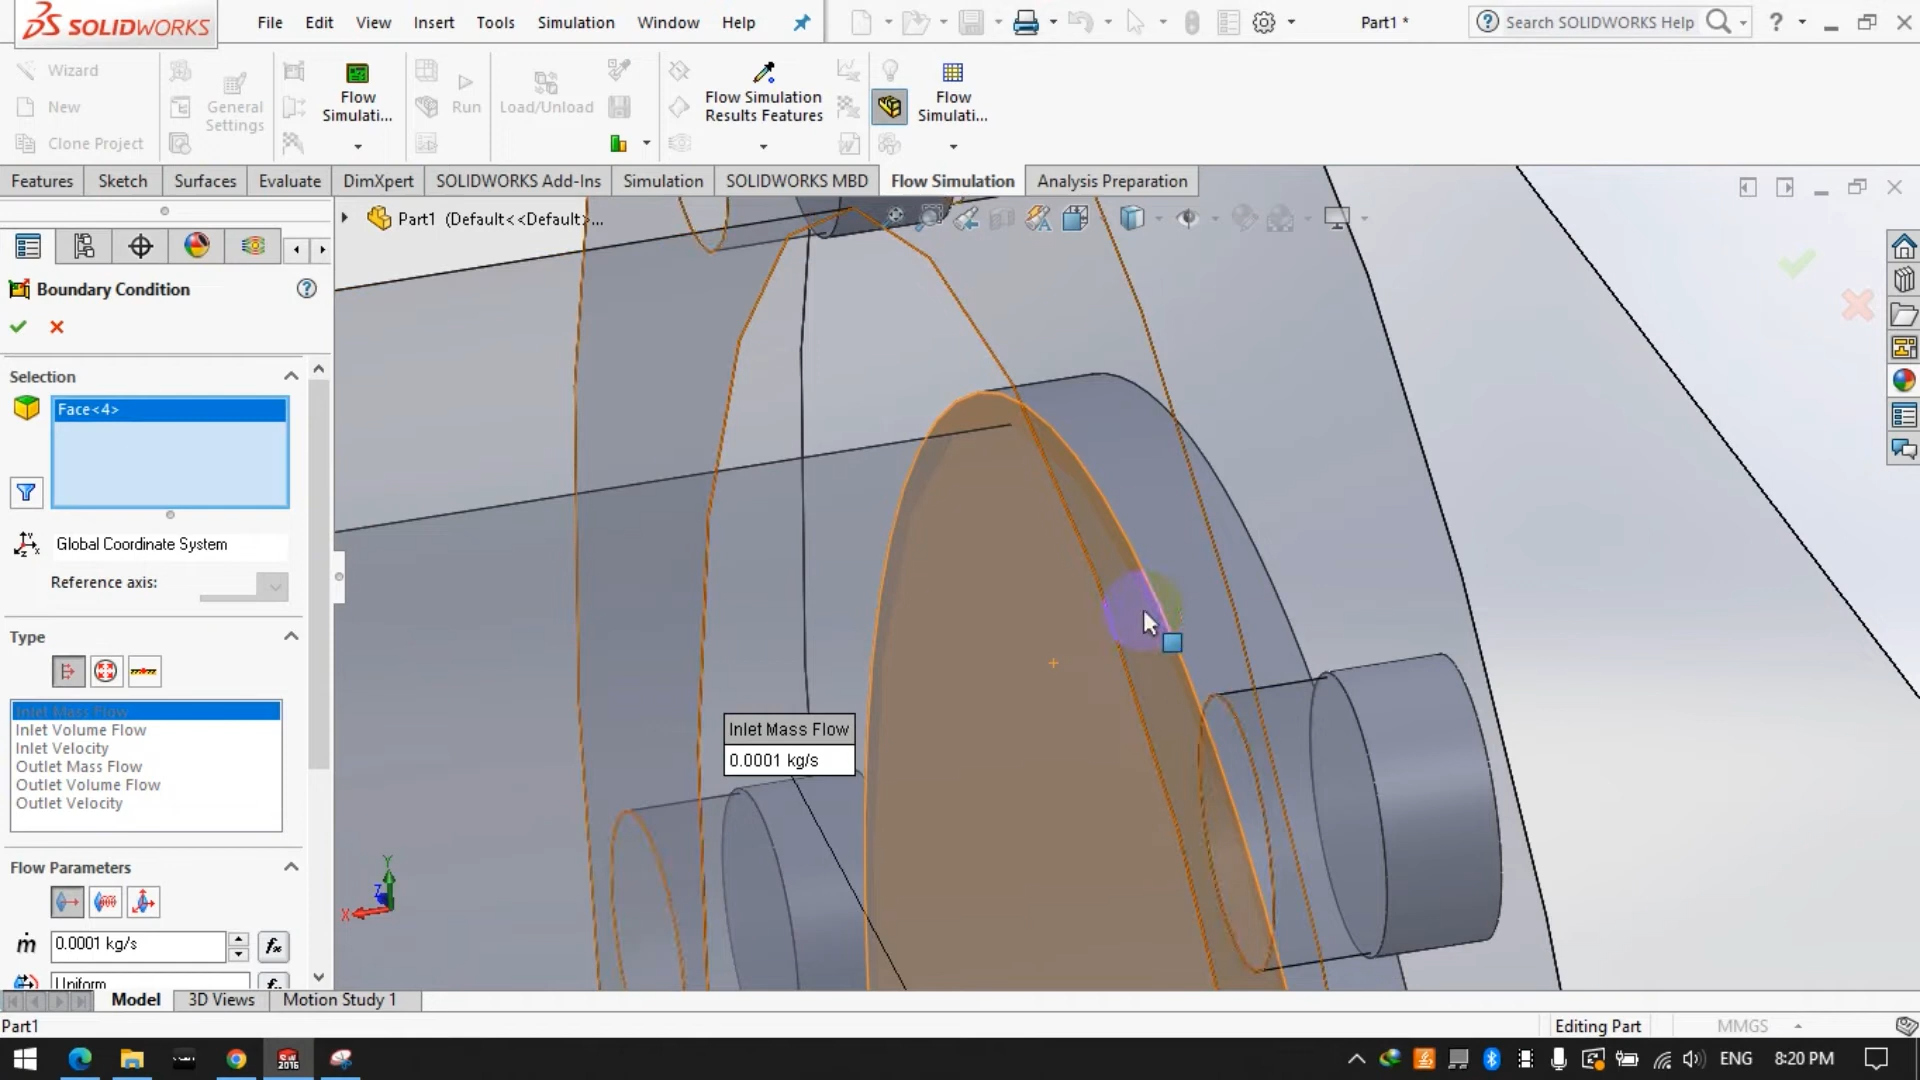 SOLIDWORKS File Edit View Insert Tools Simulation Window Help Part1 * Search SOLIDWORKS Help
Wizard
New
Clone Project
General Settings
Flow Simulati...
Run
Load/Unload
Flow Simulation Results Features
Flow Simulati...
Features Sketch Surfaces Evaluate DimXpert SOLIDWORKS Add-Ins Simulation SOLIDWORKS MBD Flow Simulation Analysis Preparation
Part1 (Default<<Default>...
Boundary Condition
Selection
Face<4>
Global Coordinate System
Reference axis:
Type
Inlet Mass Flow
Inlet Volume Flow
Inlet Velocity
Outlet Mass Flow
Outlet Volume Flow
Outlet Velocity
Flow Parameters
0.0001 kg/s
Uniform
Inlet Mass Flow
0.0001 kg/s
Y
Z
X
Model 3D Views Motion Study 1
Part1 Editing Part MMGS
SW 2016 ENG 8:20 PM